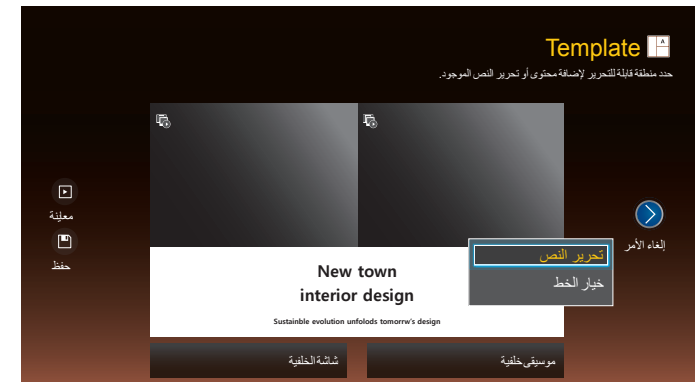 Template
حدد منطقة قابلة للتحرير لإضافة محتوى أو تحرير النص الموجود.
إلغاء الأمر
معاينة
حفظ
تحرير النص
خيار الخط
New town
interior design
Sustainble evolution unfolods tomorrw's design
موسيقى خلفية
شاشة الخلفية